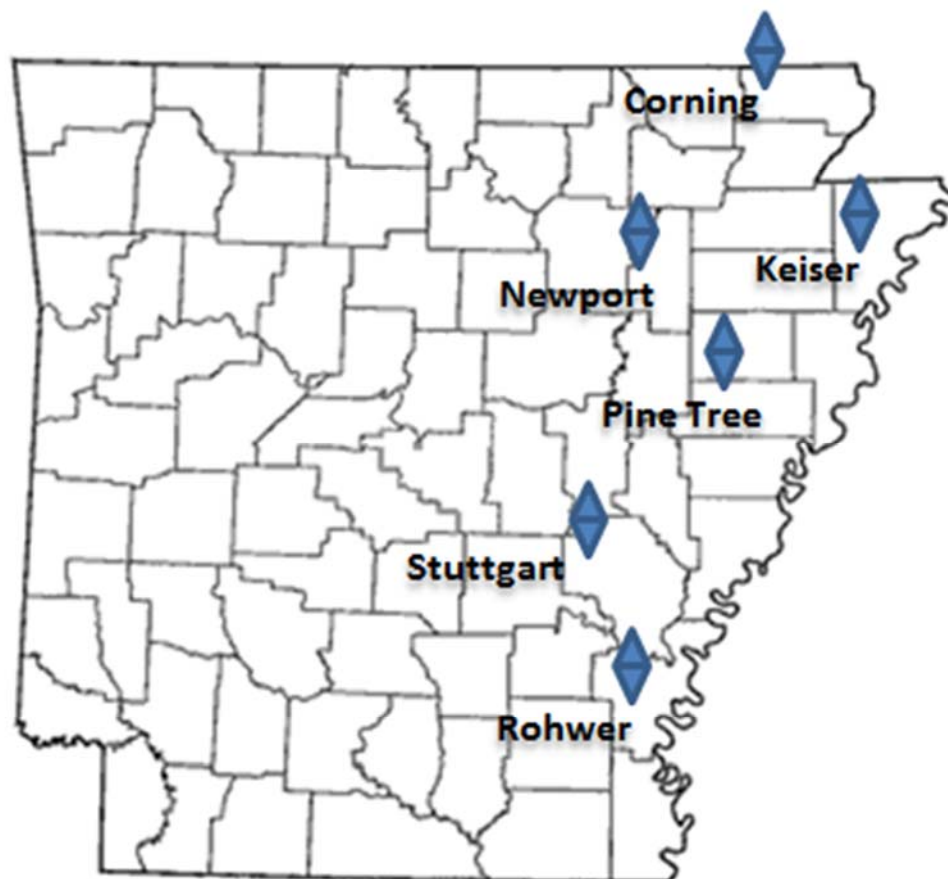 Corning
Keiser
Newport
Pine Tree
Stuttgart
Rohwer